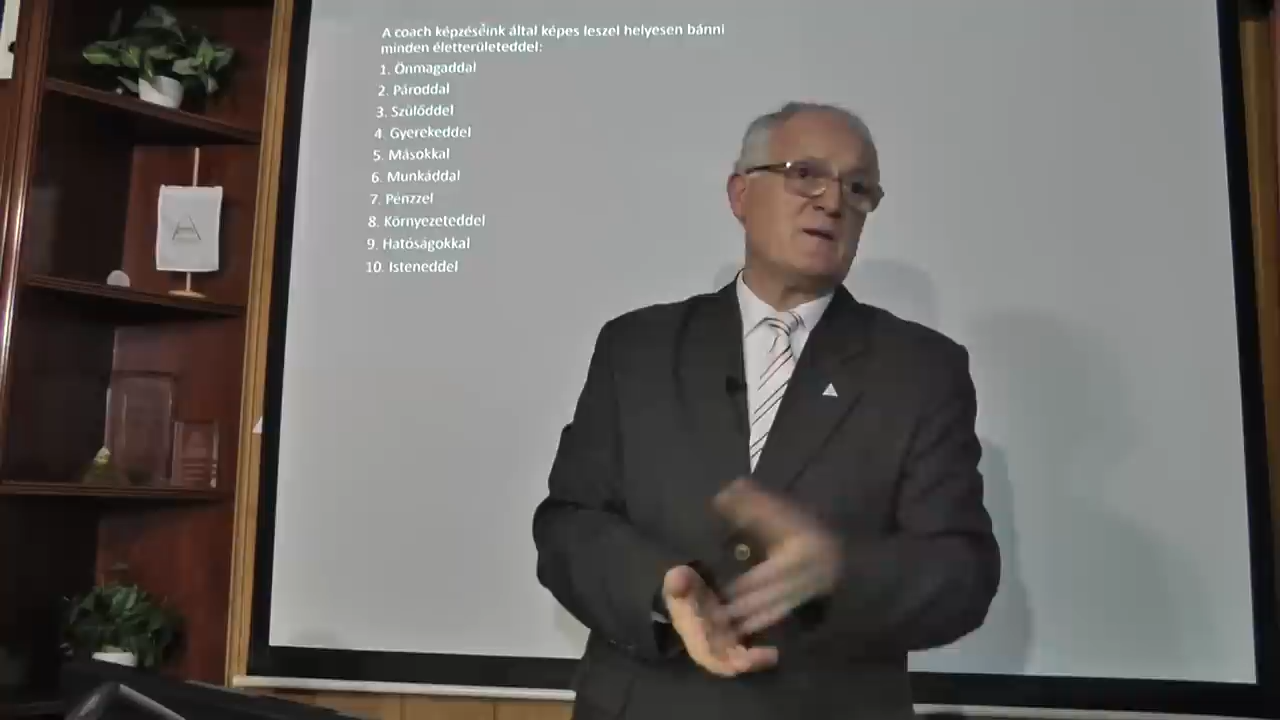 A coach képzéseink által képes leszel helyesen bánni
minden életterületeddel:
1. Önmagaddal
2. Pároddal
3. Szülőddel
4. Gyerekeddel
5. Másokkal
6. Munkáddal
7. Pénzzel
8. Környezeteddel
9. Hatóságokkal
10. Isteneddel